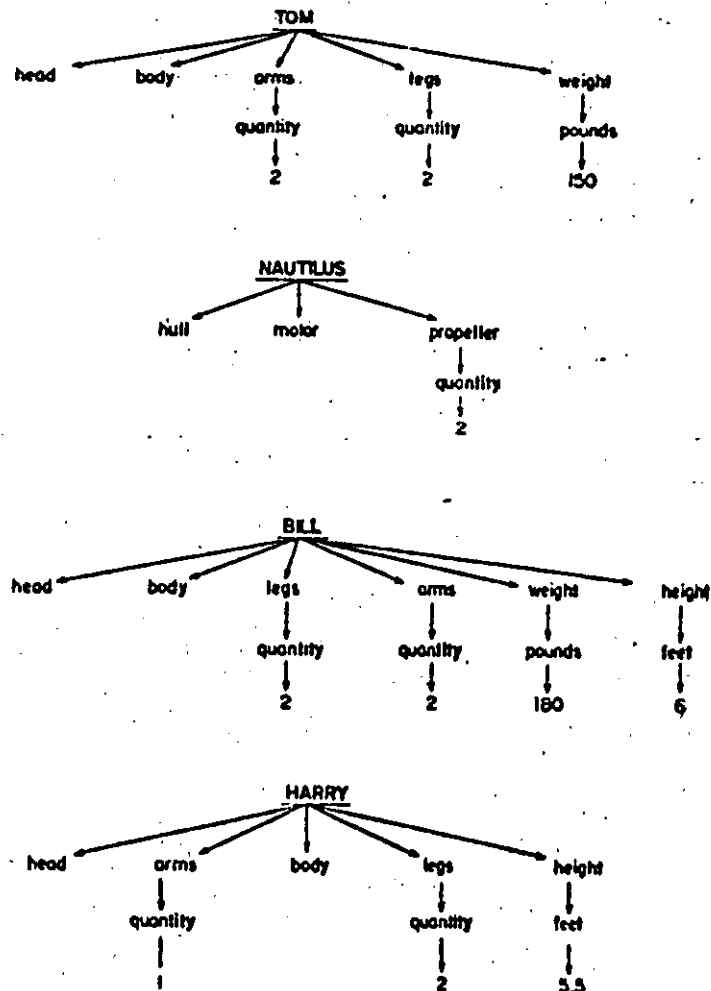 TOM
head body arms legs weight
quantity quantity pounds
2 2 150
NAUTILUS
hull motor propeller
quantity
2
BILL
head body legs arms weight height
quantity quantity pounds feet
2 2 180 6
HARRY
head arms body legs height
quantity quantity feet
1 2 5.5